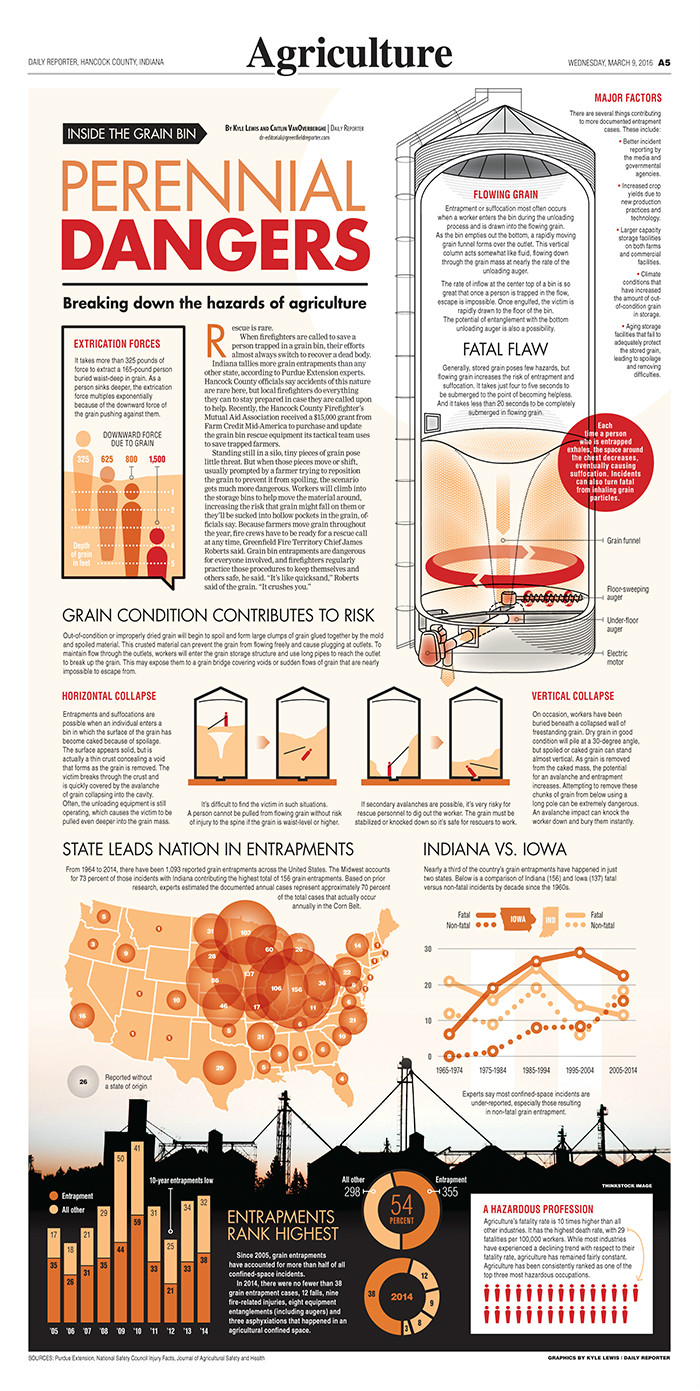 DAILY REPORTER, HANCOCK COUNTY, INDIANA
Agriculture
WEDNESDAY, MARCH 9, 2016 A5
INSIDE THE GRAIN BIN
BY KYLE LEWIS AND CAITLIN VANOVERBERGHE | DAILY REPORTER
dr-editorial@greenfieldreporter.com
PERENNIAL
DANGERS
Breaking down the hazards of agriculture
EXTRICATION FORCES
It takes more than 325 pounds of
force to extract a 165-pound person
buried waist-deep in grain. As a
person sinks deeper, the extrication
force multiples exponentially
because of the downward force of
the grain pushing against them.
DOWNWARD FORCE
DUE TO GRAIN
325 625 800 1,500
1
2
3
4
5
Depth
of grain
in feet
Rescue is rare.
When firefighters are called to save a
person trapped in a grain bin, their efforts
almost always switch to recover a dead body.
Indiana tallies more grain entrapments than any
other state, according to Purdue Extension experts.
Hancock County officials say accidents of this nature
are rare here, but local firefighters do everything
they can to stay prepared in case they are called upon
to help. Recently, the Hancock County Firefighter's
Mutual Aid Association received a $15,000 grant from
Farm Credit Mid-America to purchase and update
the grain bin rescue equipment its tactical team uses
to save trapped farmers.
Standing still in a silo, tiny pieces of grain pose
little threat. But when those pieces move or shift,
usually prompted by a farmer trying to reposition
the grain to prevent it from spoiling, the scenario
gets much more dangerous. Workers will climb into
the storage bins to help move the material around,
increasing the risk that grain might fall on them or
they'll be sucked into hollow pockets in the grain, of-
ficials say. Because farmers move grain throughout
the year, fire crews have to be ready for a rescue call
at any time, Greenfield Fire Territory Chief James
Roberts said. Grain bin entrapments are dangerous
for everyone involved, and firefighters regularly
practice those procedures to keep themselves and
others safe, he said. "It's like quicksand," Roberts
said of the grain. "It crushes you."
FLOWING GRAIN
Entrapment or suffocation most often occurs
when a worker enters the bin during the unloading
process and is drawn into the flowing grain.
As the bin empties out the bottom, a rapidly moving
grain funnel forms over the outlet. This vertical
column acts somewhat like fluid, flowing down
through the grain mass at nearly the rate of the
unloading auger.
The rate of inflow at the center top of a bin is so
great that once a person is trapped in the flow,
escape is impossible. Once engulfed, the victim is
rapidly drawn to the floor of the bin.
The potential of entanglement with the bottom
unloading auger is also a possibility.
FATAL FLAW
Generally, stored grain poses few hazards, but
flowing grain increases the risk of entrapment and
suffocation. It takes just four to five seconds to
be submerged to the point of becoming helpless.
And it takes less than 20 seconds to be completely
submerged in flowing grain.
MAJOR FACTORS
There are several things contributing
to more documented entrapment
cases. These include:
• Better incident
reporting by
the media and
governmental
agencies.
• Increased crop
yields due to
new production
practices and
technology.
• Larger capacity
storage facilities
on both farms
and commercial
facilities.
• Climate
conditions that
have increased
the amount of out-
of-condition grain
in storage.
• Aging storage
facilities that fail to
adequately protect
the stored grain,
leading to spoilage
and removing
difficulties.
Each
time a person
who is entrapped
exhales, the space around
the chest decreases,
eventually causing
suffocation. Incidents
can also turn fatal
from inhaling grain
particles.
Grain funnel
Floor-sweeping
auger
Under-floor
auger
Electric
motor
GRAIN CONDITION CONTRIBUTES TO RISK
Out-of-condition or improperly dried grain will begin to spoil and form large clumps of grain glued together by the mold
and spoiled material. This crusted material can prevent the grain from flowing freely and cause plugging at outlets. To
maintain flow through the outlets, workers will enter the grain storage structure and use long pipes to reach the outlet
to break up the grain. This may expose them to a grain bridge covering voids or sudden flows of grain that are nearly
impossible to escape from.
HORIZONTAL COLLAPSE
Entrapments and suffocations are
possible when an individual enters a
bin in which the surface of the grain has
become caked because of spoilage.
The surface appears solid, but is
actually a thin crust concealing a void
that forms as the grain is removed. The
victim breaks through the crust and
is quickly covered by the avalanche
of grain collapsing into the cavity.
Often, the unloading equipment is still
operating, which causes the victim to be
pulled even deeper into the grain mass.
It's difficult to find the victim in such situations.
A person cannot be pulled from flowing grain without risk
of injury to the spine if the grain is waist-level or higher.
If secondary avalanches are possible, it's very risky for
rescue personnel to dig out the worker. The grain must be
stabilized or knocked down so it's safe for rescuers to work.
VERTICAL COLLAPSE
On occasion, workers have been
buried beneath a collapsed wall of
freestanding grain. Dry grain in good
condition will pile at a 30-degree angle,
but spoiled or caked grain can stand
almost vertical. As grain is removed
from the caked mass, the potential
for an avalanche and entrapment
increases. Attempting to remove these
chunks of grain from below using a
long pole can be extremely dangerous.
An avalanche impact can knock the
worker down and bury them instantly.
STATE LEADS NATION IN ENTRAPMENTS
From 1964 to 2014, there have been 1,093 reported grain entrapments across the United States. The Midwest accounts
for 73 percent of those incidents with Indiana contributing the highest total of 156 grain entrapments. Based on prior
research, experts estimated the documented annual cases represent approximately 70 percent
of the total cases that actually occur
annually in the Corn Belt.
5
1
31
103
3
9
28
60
26
14
1
1
1
36
137
106
156
36
22
8
1
15
1
10
46
17
11
6
21
1
1
5
21
6
10
29
5
8
6
4
26
Reported without
a state of origin
INDIANA VS. IOWA
Nearly a third of the country's grain entrapments have happened in just
two states. Below is a comparison of Indiana (156) and Iowa (137) fatal
versus non-fatal incidents by decade since the 1960s.
Fatal
Non-fatal
IOWA
IND
Fatal
Non-fatal
30
20
10
0
1965-1974 1975-1984 1985-1994 1995-2004 2005-2014
Experts say most confined-space incidents are
under-reported, especially those resulting
in non-fatal grain entrapment.
THINKSTOCK IMAGE
Entrapment
All other
10-year entrapments low
17 18 21 29 50 41 31 25 34 32
35 26 31 35 44 59 33 21 33 38
'05 '06 '07 '08 '09 '10 '11 '12 '13 '14
ENTRAPMENTS
RANK HIGHEST
Since 2005, grain entrapments
have accounted for more than half of all
confined-space incidents.
In 2014, there were no fewer than 38
grain entrapment cases, 12 falls, nine
fire-related injuries, eight equipment
entanglements (including augers) and
three asphyxiations that happened in an
agricultural confined space.
All other
298
Entrapment
355
54
PERCENT
2014
38
12
9
8
3
A HAZARDOUS PROFESSION
Agriculture's fatality rate is 10 times higher than all
other industries. It has the highest death rate, with 29
fatalities per 100,000 workers. While most industries
have experienced a declining trend with respect to their
fatality rate, agriculture has remained fairly constant.
Agriculture has been consistently ranked as one of the
top three most hazardous occupations.
SOURCES: Purdue Extension, National Safety Council Injury Facts, Journal of Agricultural Safety and Health
GRAPHICS BY KYLE LEWIS | DAILY REPORTER